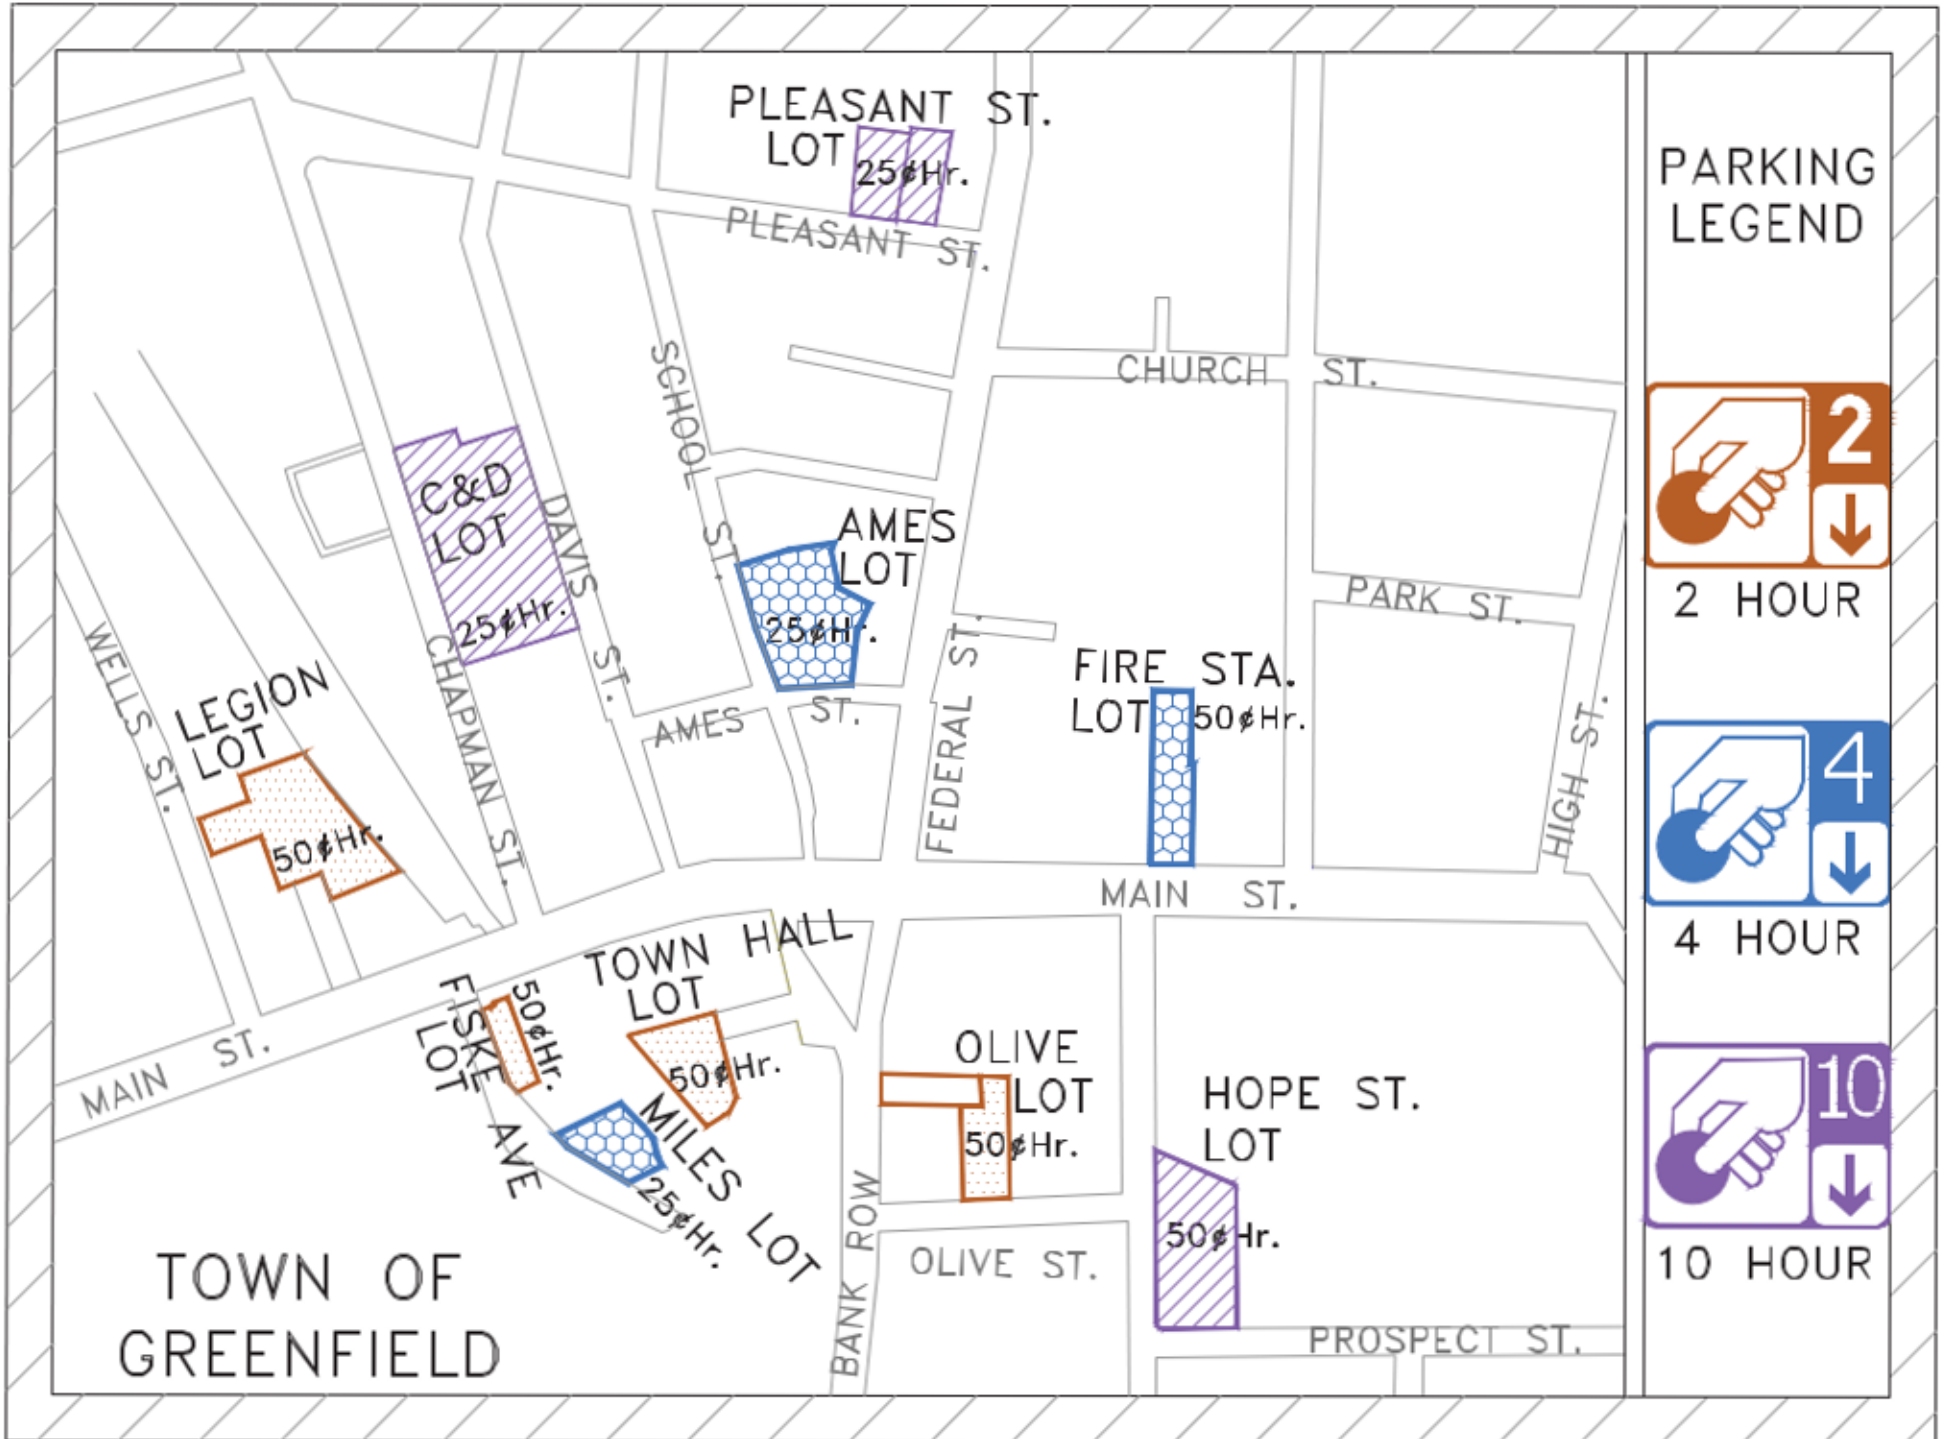 PLEASANT ST.
LOT
25¢Hr.
PLEASANT ST.
PARKING
LEGEND
SCHOOL ST.
CHURCH ST.
2
2 HOUR
C&D
LOT
25¢Hr.
DAVIS ST.
AMES
LOT
25¢Hr.
AMES ST.
PARK ST.
WELLS ST.
LEGION
LOT
50¢Hr.
CHAPMAN ST.
FEDERAL ST.
FIRE STA.
LOT
50¢Hr.
HIGH ST.
4
4 HOUR
MAIN ST.
TOWN HALL
LOT
50¢Hr.
FISKE
LOT
50¢Hr.
AVE
MAIN ST.
MILES LOT
25¢Hr.
OLIVE
LOT
50¢Hr.
HOPE ST.
LOT
50¢Hr.
10
10 HOUR
BANK ROW
OLIVE ST.
PROSPECT ST.
TOWN OF
GREENFIELD